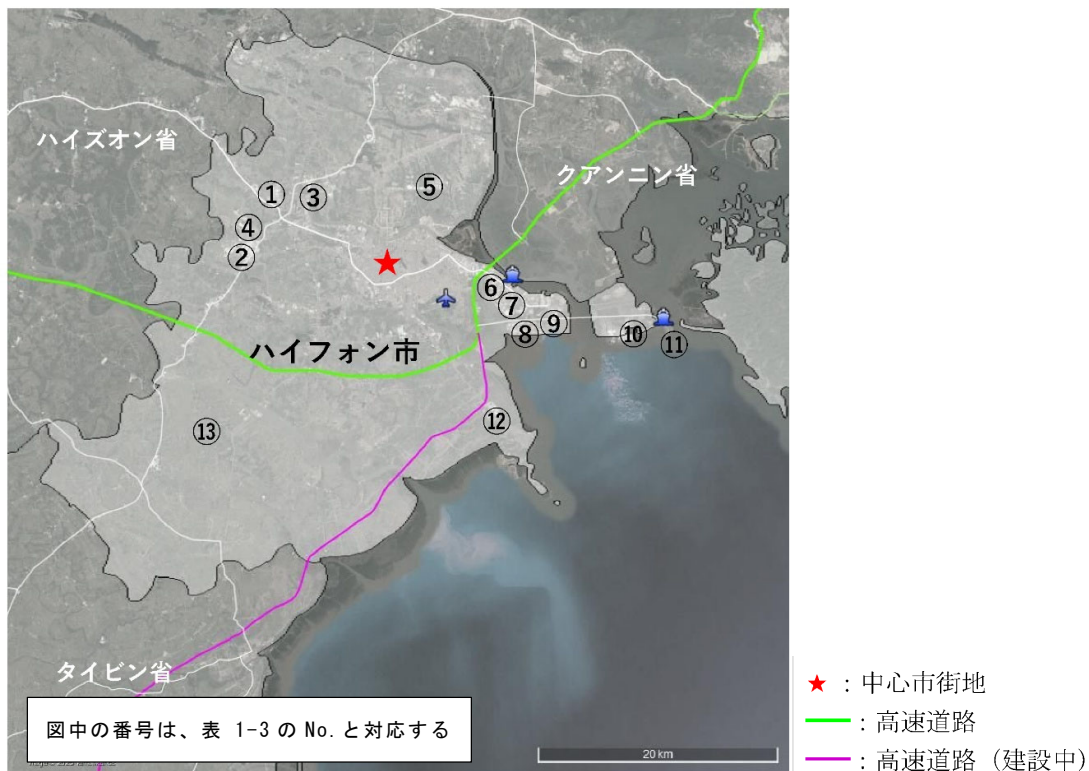 ハイズオン省
クアンニン省
①
③
⑤
④
②
⑥
⑦
⑧
⑨
⑩
⑪
ハイフォン市
⑫
⑬
タイビン省
図中の番号は、表 1-3 の No.と対応する
20 km
★ : 中心市街地
: 高速道路
: 高速道路（建設中）